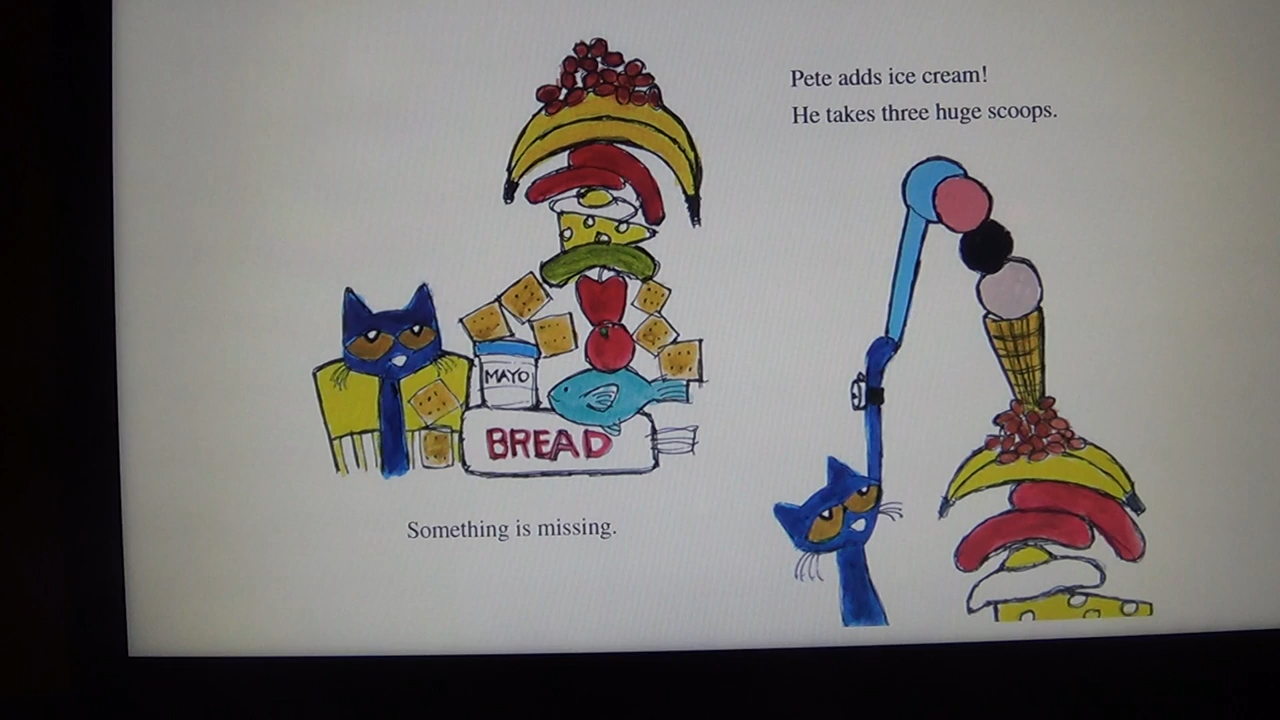 MAYO
BREAD
Something is missing.
Pete adds ice cream!
He takes three huge scoops.